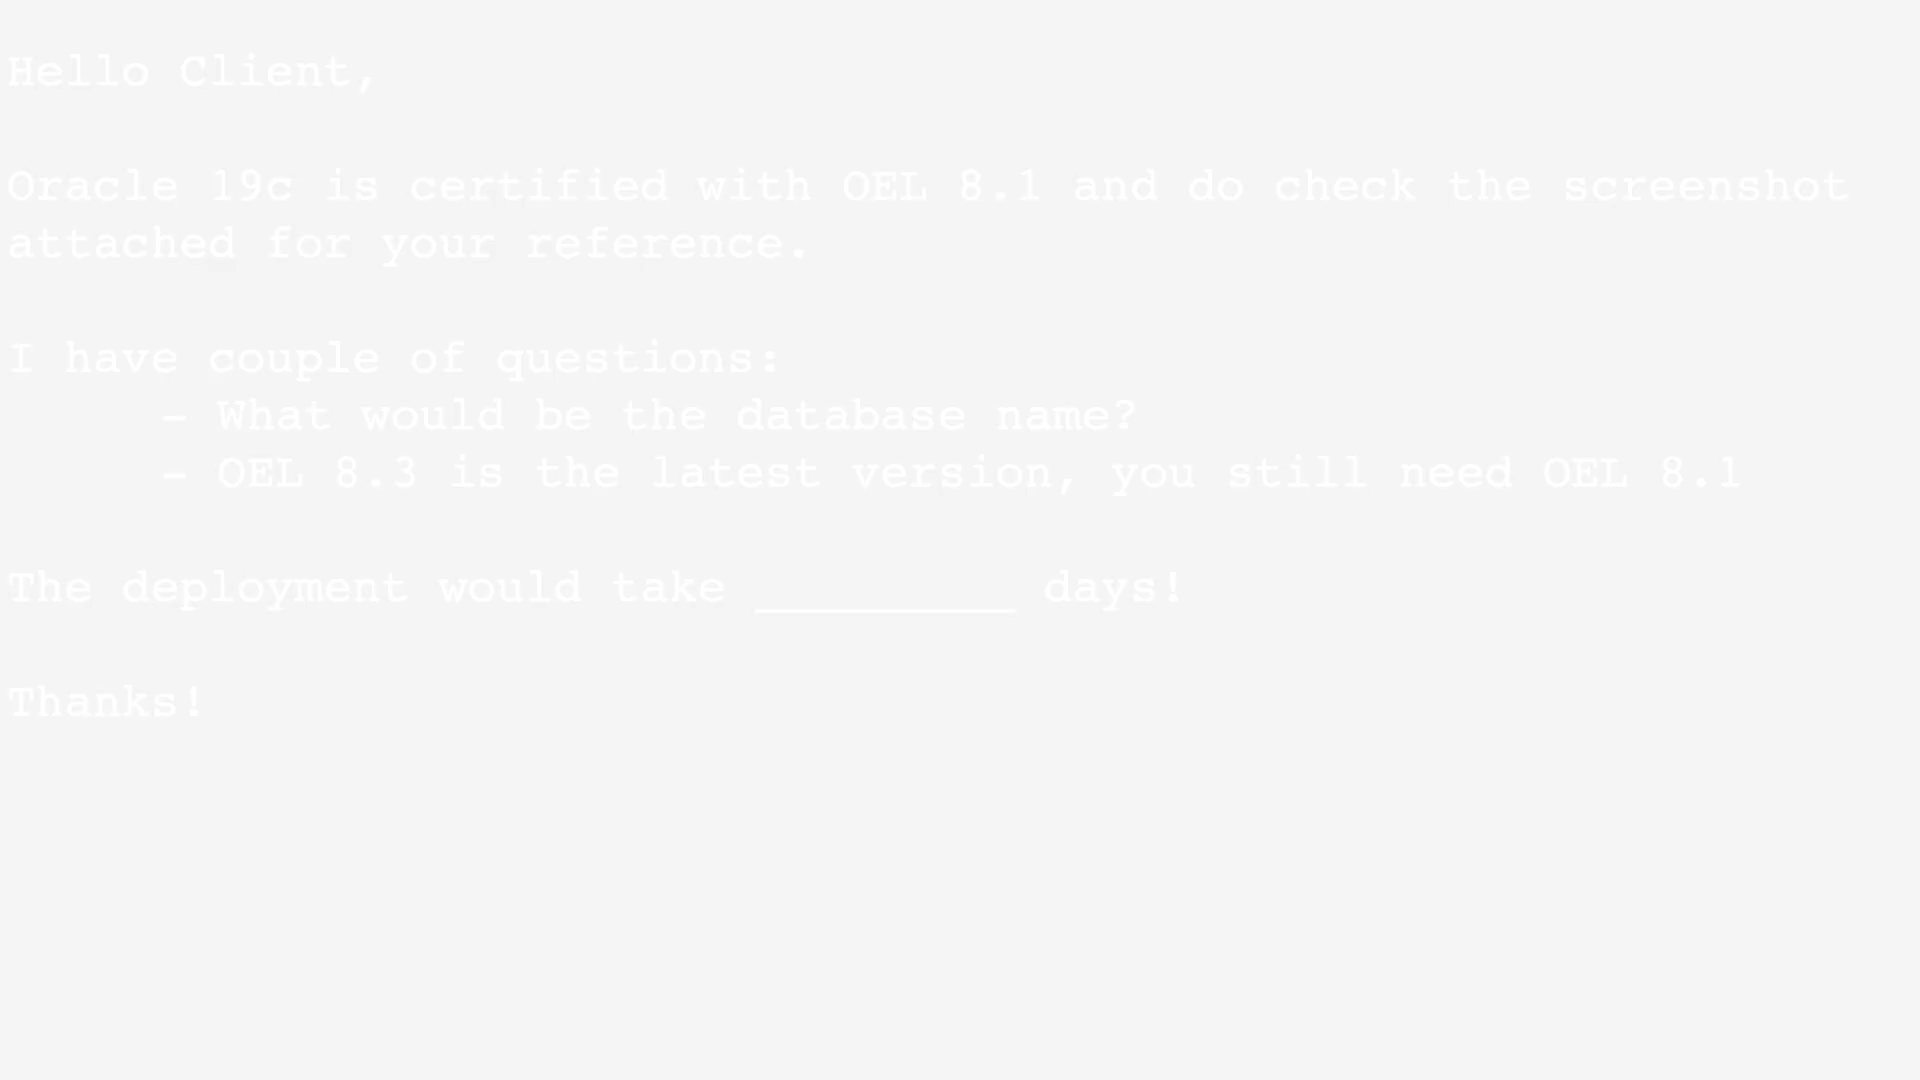 Hello Client,
Oracle 19c is certified with OEL 8.1 and do check the screenshot
attached for your reference.
I have couple of questions:
- What would be the database name?
- OEL 8.3 is the latest version, you still need OEL 8.1
The deployment would take _________ days!
Thanks!